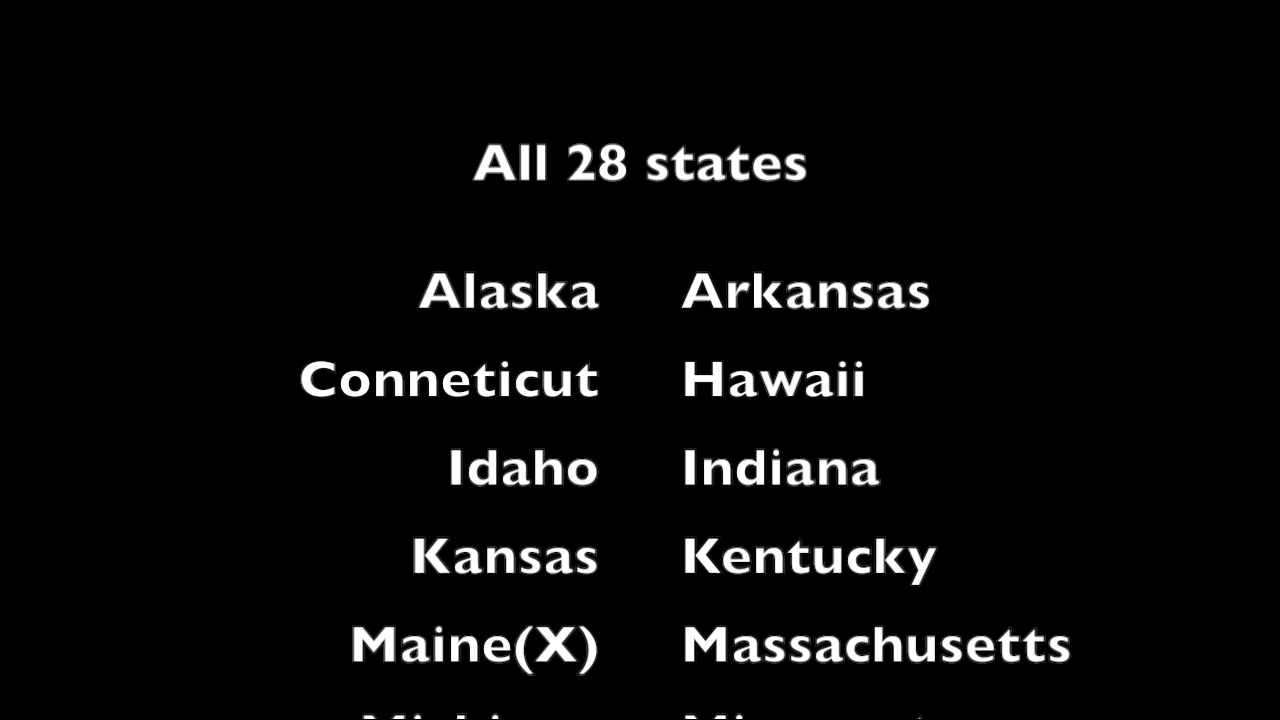 All 28 states
Alaska Arkansas
Conneticut Hawaii
Idaho Indiana
Kansas Kentucky
Maine(X) Massachusetts